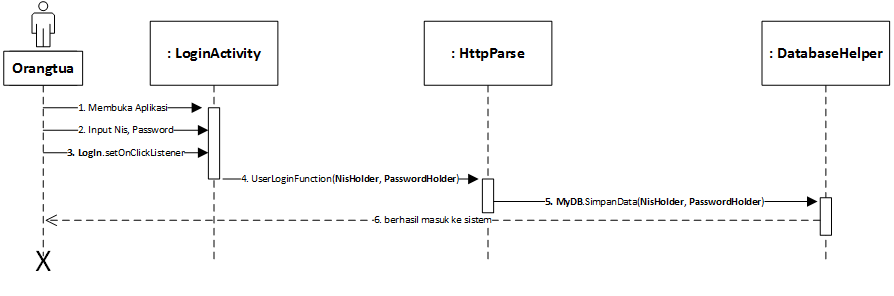 Orangtua
: LoginActivity
: HttpParse
: DatabaseHelper
1. Membuka Aplikasi
2. Input Nis, Password
3. LogIn.setOnClickListener
4. UserLoginFunction(NisHolder, PasswordHolder)
5. MyDB.SimpanData(NisHolder, PasswordHolder)
6. berhasil masuk ke sistem
X